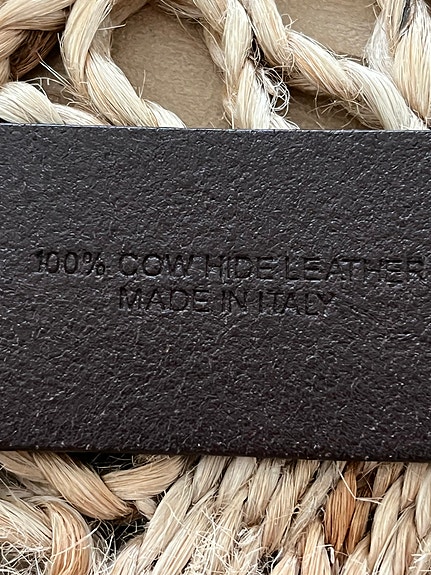 100% COW HIDE LEATHER
MADE IN ITALY